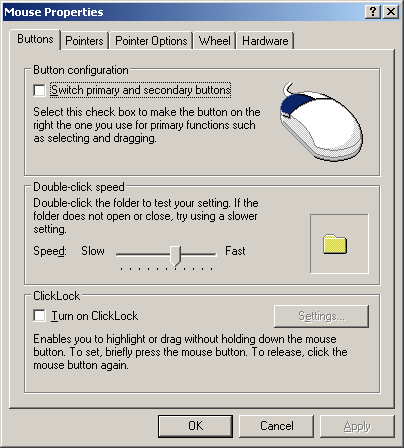 Mouse Properties
Buttons Pointers Pointer Options Wheel Hardware
Button configuration
Switch primary and secondary buttons
Select this check box to make the button on the
right the one you use for primary functions such
as selecting and dragging.
Double-click speed
Double-click the folder to test your setting. If the
folder does not open or close, try using a slower
setting.
Speed: Slow Fast
ClickLock
Turn on ClickLock
Settings...
Enables you to highlight or drag without holding down the mouse
button. To set, briefly press the mouse button. To release, click the
mouse button again.
OK Cancel Apply